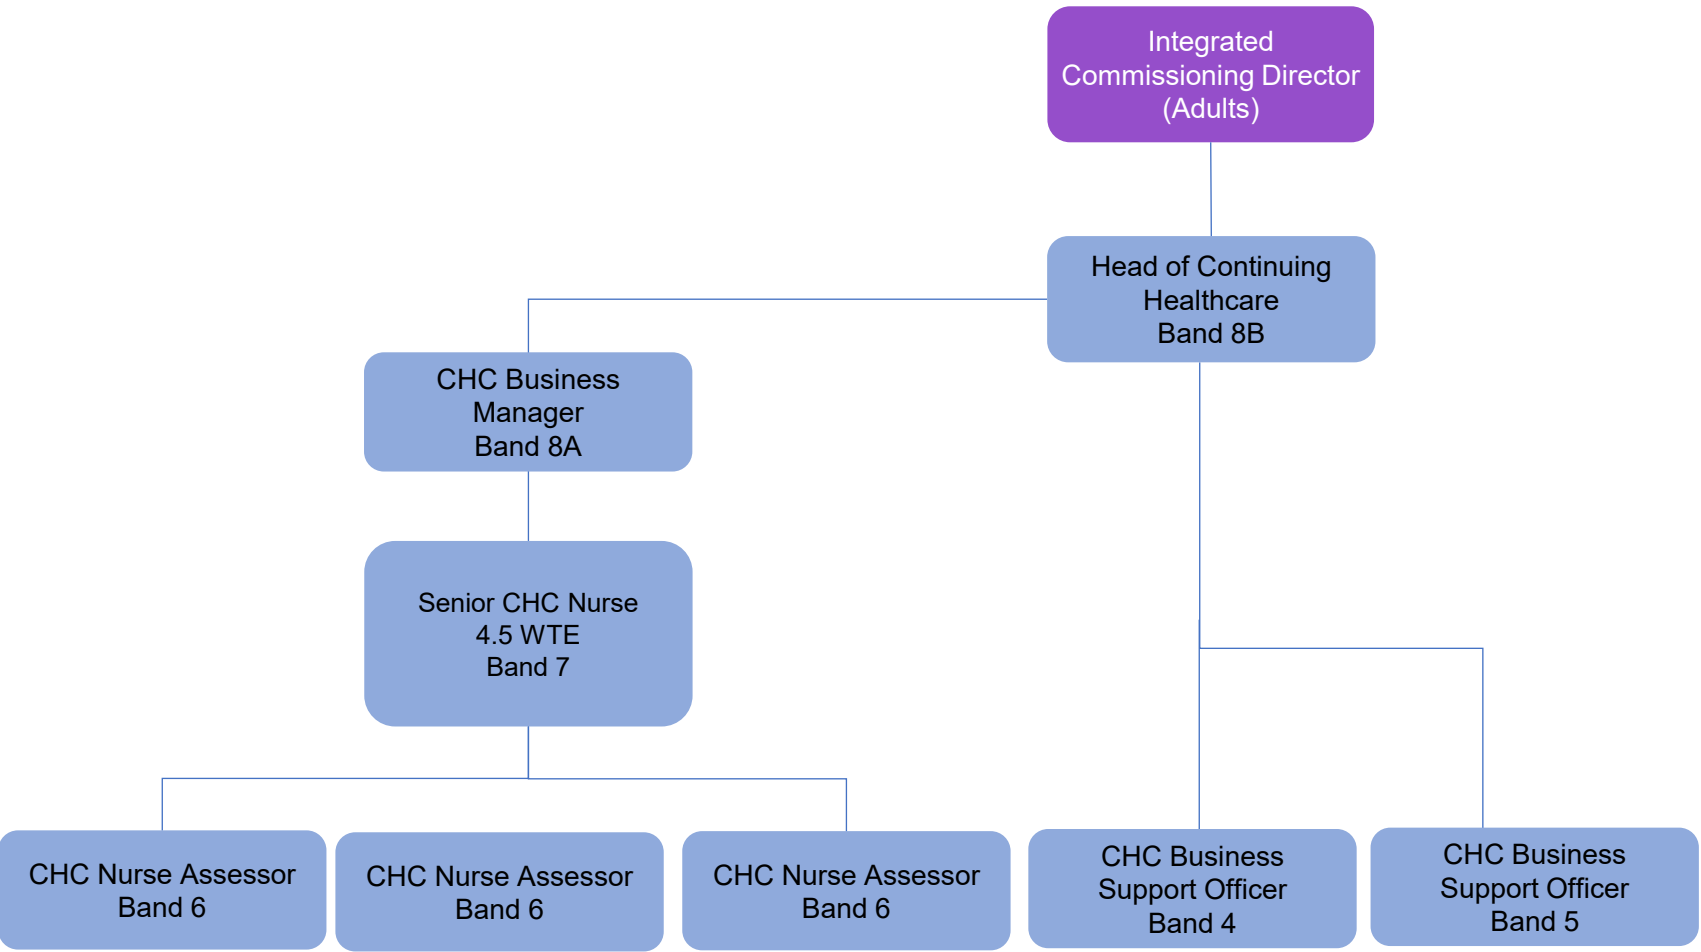 Integrated
Commissioning Director
(Adults)
Head of Continuing
Healthcare
Band 8B
CHC Business
Manager
Band 8A
Senior CHC Nurse
4.5 WTE
Band 7
CHC Nurse Assessor
Band 6
CHC Nurse Assessor
Band 6
CHC Nurse Assessor
Band 6
CHC Business
Support Officer
Band 4
CHC Business
Support Officer
Band 5